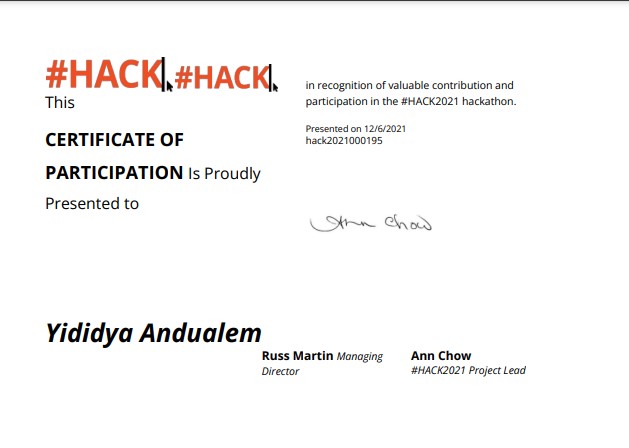 #HACK #HACK
This
CERTIFICATE OF
PARTICIPATION Is Proudly
Presented to
in recognition of valuable contribution and
participation in the #HACK2021 hackathon.
Presented on 12/6/2021
hack2021000195
Ann Chow
Yididya Andualem
Russ Martin Managing
Director
Ann Chow
#HACK2021 Project Lead